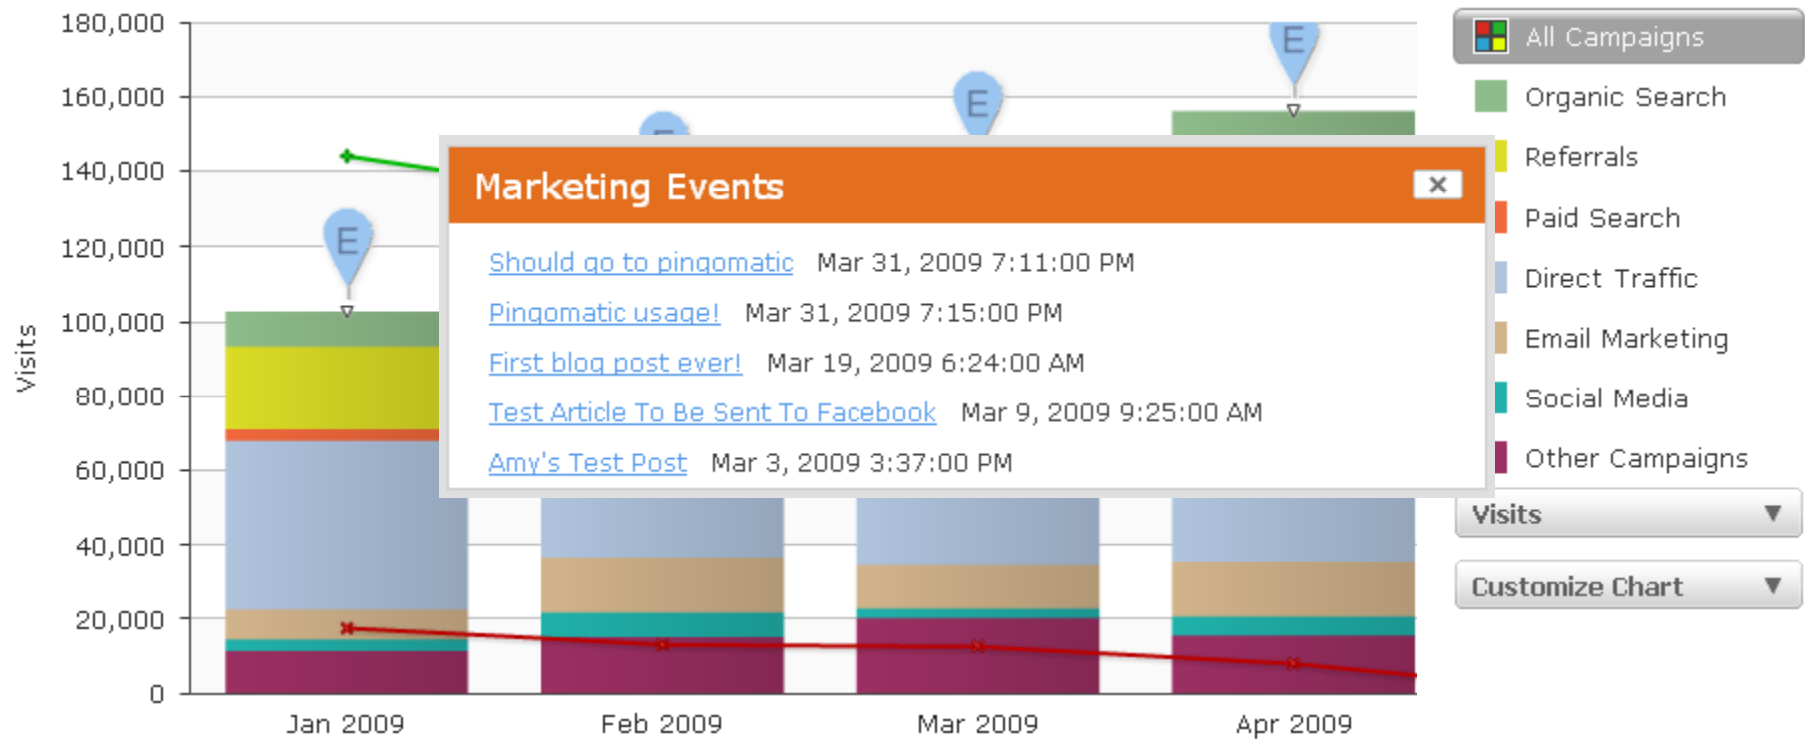 180,000
160,000
140,000
120,000
100,000
80,000
60,000
40,000
20,000
0
Visits
Jan 2009
Feb 2009
Mar 2009
Apr 2009
E
E
E
E
Marketing Events
Should go to pingomatic Mar 31, 2009 7:11:00 PM
Pingomatic usage! Mar 31, 2009 7:15:00 PM
First blog post ever! Mar 19, 2009 6:24:00 AM
Test Article To Be Sent To Facebook Mar 9, 2009 9:25:00 AM
Amy's Test Post Mar 3, 2009 3:37:00 PM
All Campaigns
Organic Search
Referrals
Paid Search
Direct Traffic
Email Marketing
Social Media
Other Campaigns
Visits
Customize Chart